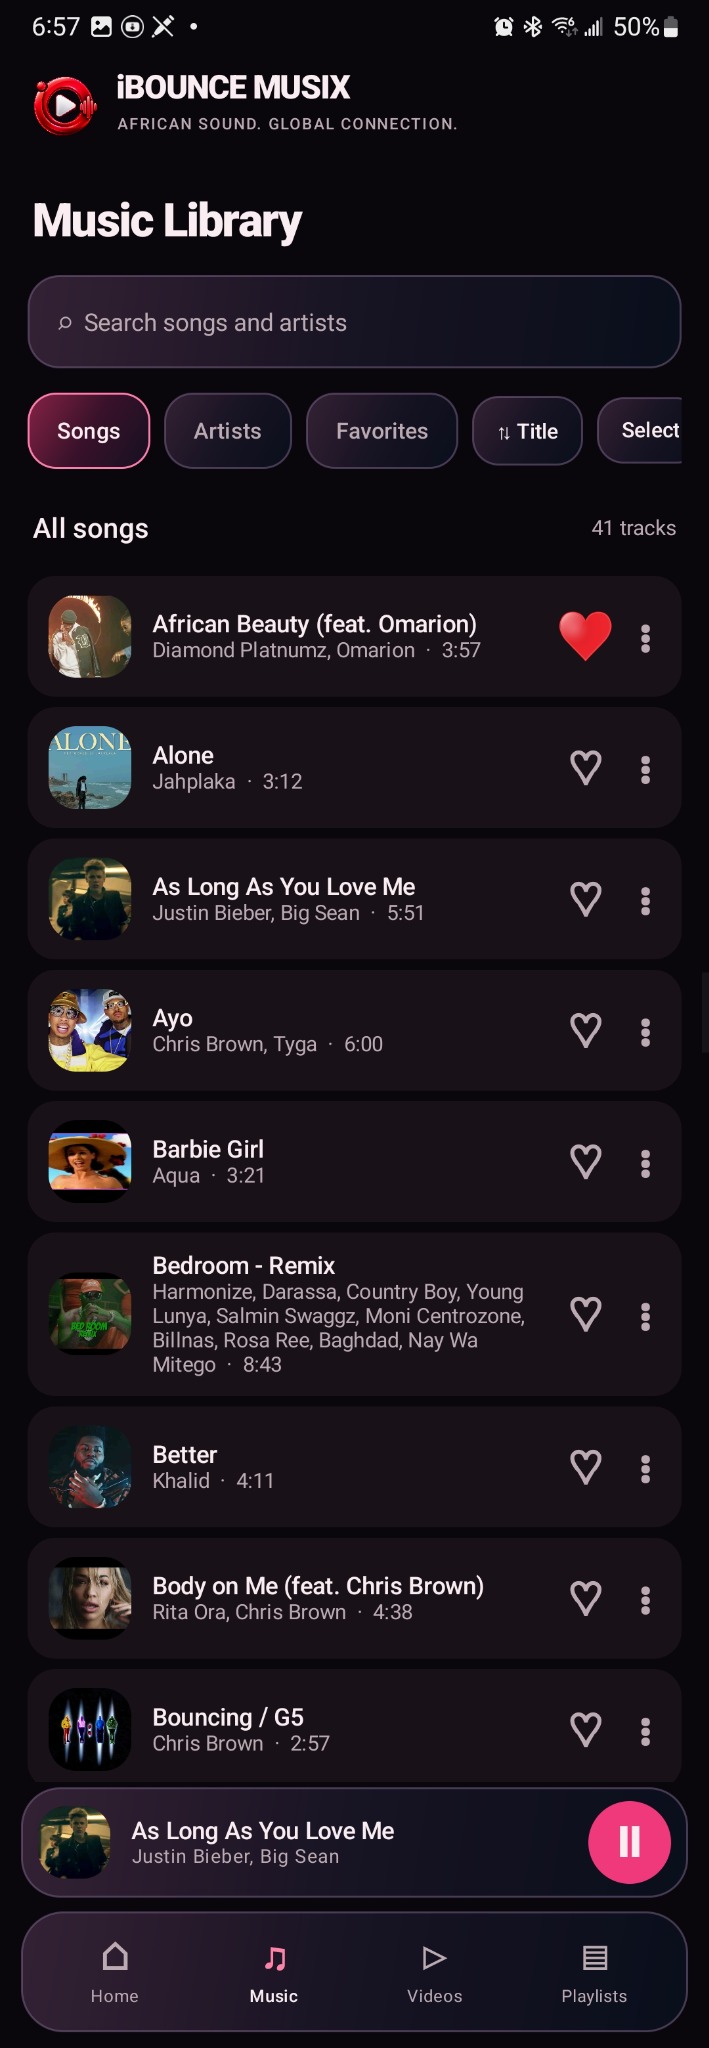 6:57
50%
iBOUNCE MUSIX
AFRICAN SOUND. GLOBAL CONNECTION.
Music Library
Search songs and artists
Songs
Artists
Favorites
↑↓ Title
Select
All songs
41 tracks
African Beauty (feat. Omarion)
Diamond Platnumz, Omarion · 3:57
ALONE
Alone
Jahplaka · 3:12
As Long As You Love Me
Justin Bieber, Big Sean · 5:51
Ayo
Chris Brown, Tyga · 6:00
Barbie Girl
Aqua · 3:21
BED ROOM
REMIX
Bedroom - Remix
Harmonize, Darassa, Country Boy, Young
Lunya, Salmin Swaggz, Moni Centrozone,
Billnas, Rosa Ree, Baghdad, Nay Wa
Mitego · 8:43
Better
Khalid · 4:11
Body on Me (feat. Chris Brown)
Rita Ora, Chris Brown · 4:38
Bouncing / G5
Chris Brown · 2:57
As Long As You Love Me
Justin Bieber, Big Sean
Home
Music
Videos
Playlists